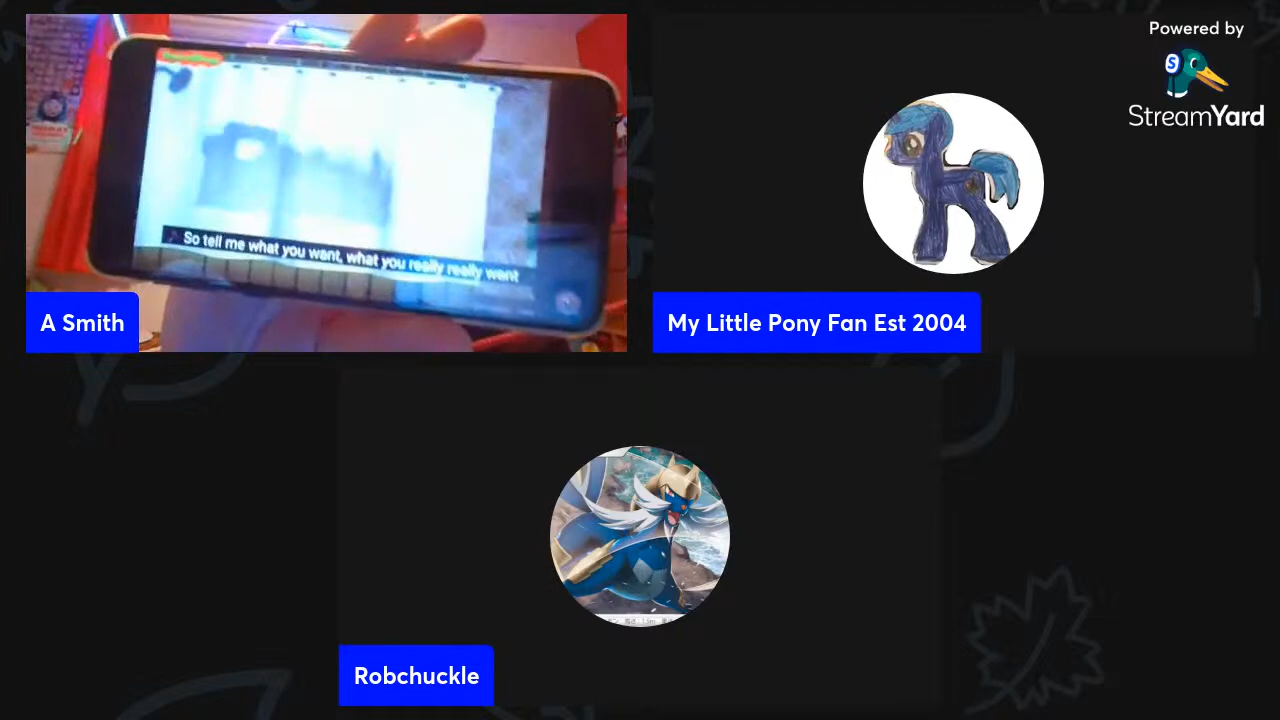 Powered by
S
StreamYard
So tell me what you want, what you really really want
A Smith
My Little Pony Fan Est 2004
Robchuckle